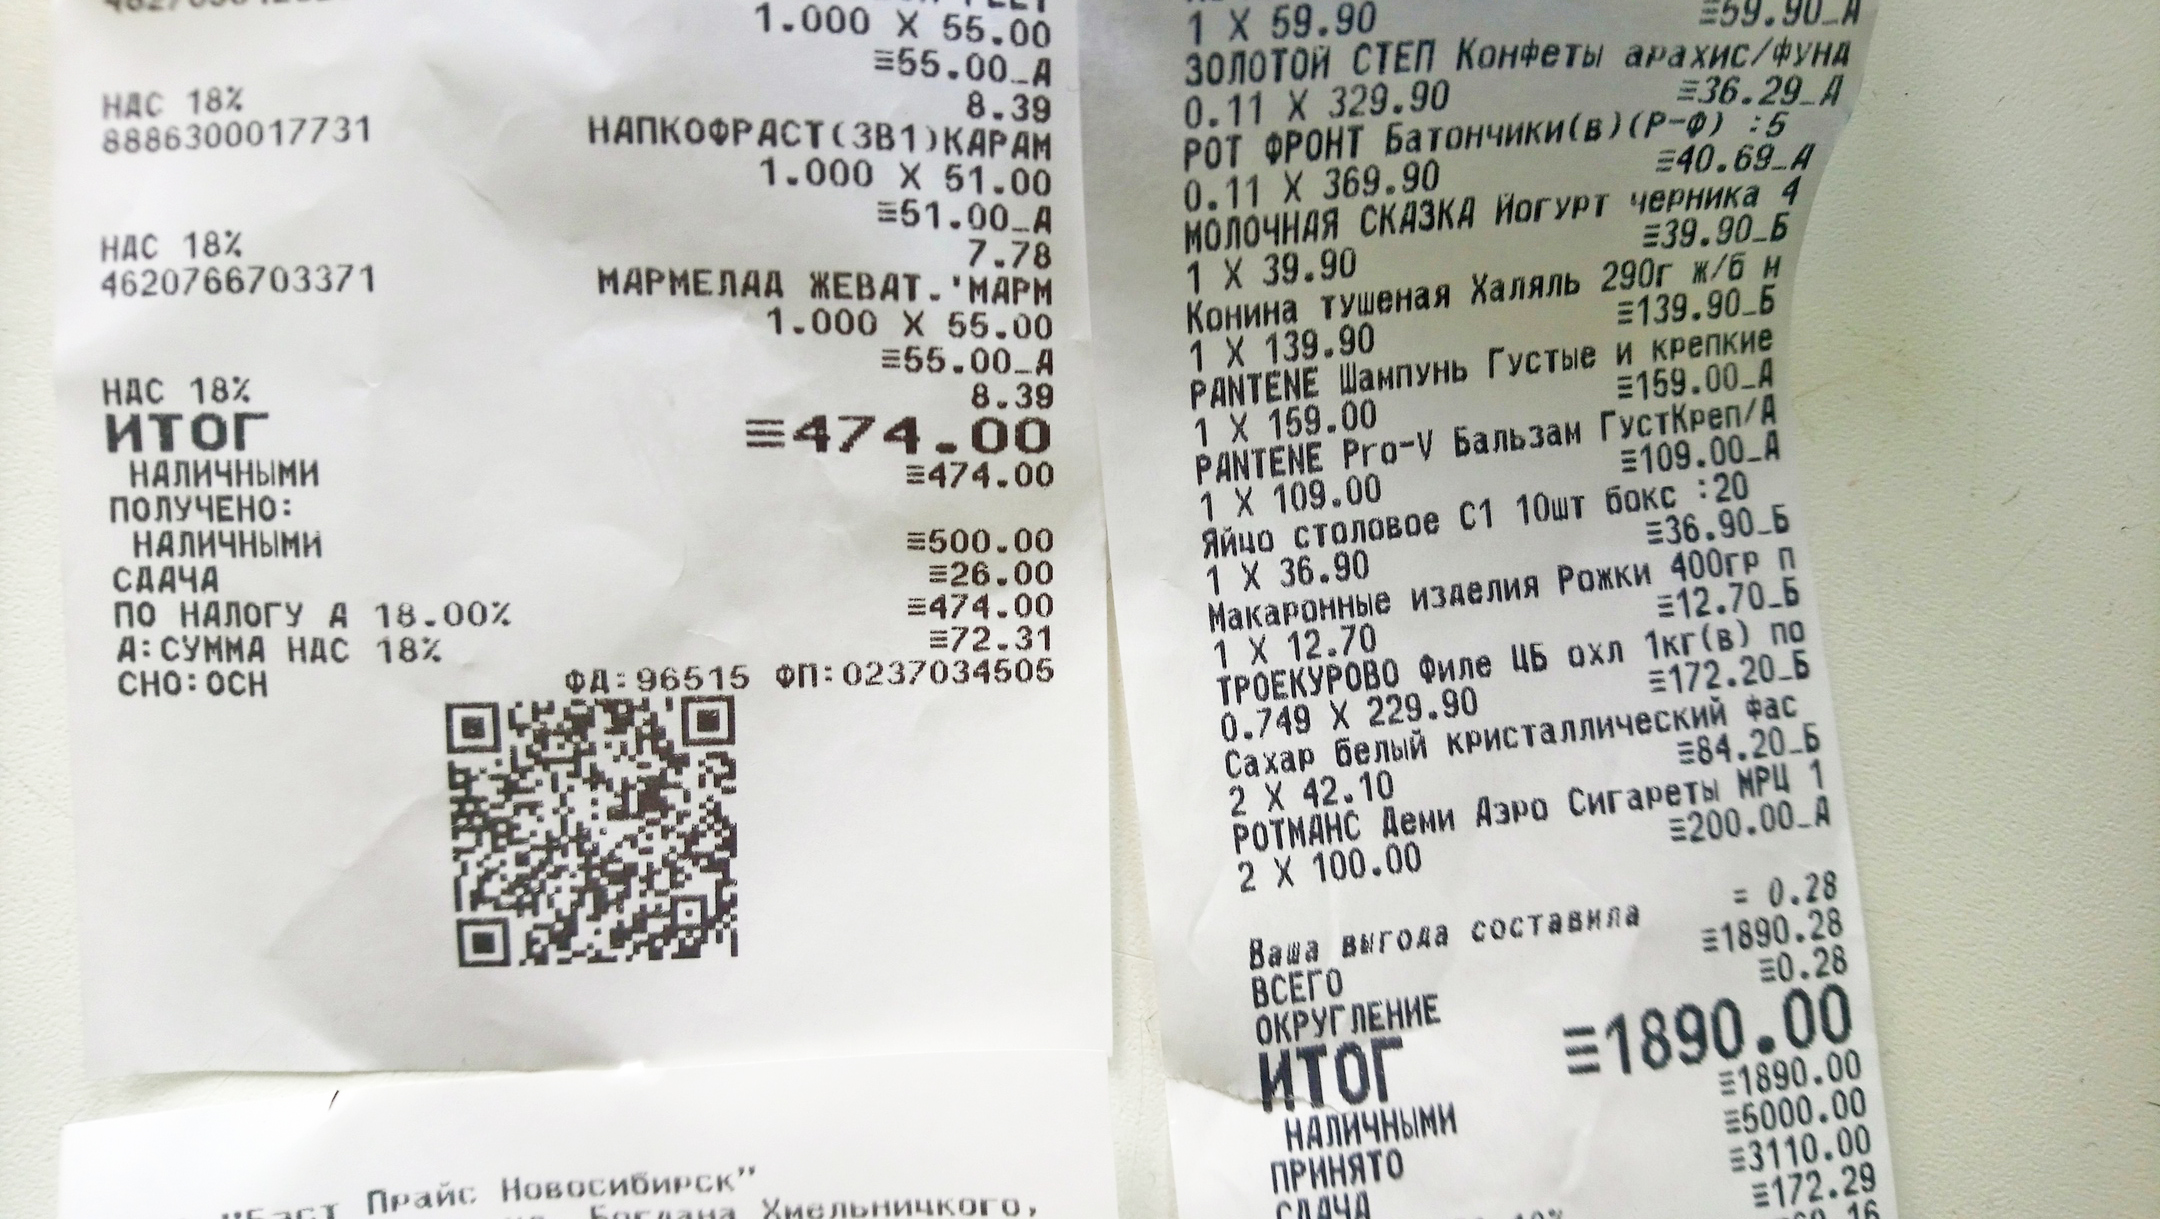 1.000 X 55.00
≡55.00_А
НДС 18% 8.39
8886300017731 НАПКОФРАСТ(3В1)КАРАМ
1.000 X 51.00
≡51.00_А
НДС 18% 7.78
4620766703371 МАРМЕЛАД ЖЕВАТ.'МАРМ
1.000 X 55.00
≡55.00_А
НДС 18% 8.39
ИТОГ ≡474.00
НАЛИЧНЫМИ ≡474.00
ПОЛУЧЕНО:
НАЛИЧНЫМИ ≡500.00
СДАЧА ≡26.00
ПО НАЛОГУ А 18.00% ≡474.00
А:СУММА НДС 18% ≡72.31
СНО:ОСН ФД:96515 ФП:0237034505
"Бэст Прайс Новосибирск"
Богдана Хмельницкого,
1 X 59.90 ≡59.90_А
ЗОЛОТОЙ СТЕП Конфеты арахис/фунд
0.11 X 329.90 ≡36.29_А
РОТ ФРОНТ Батончики(в)(Р-Ф) :5
0.11 X 369.90 ≡40.69_А
МОЛОЧНАЯ СКАЗКА Йогурт черника 4
1 X 39.90 ≡39.90_Б
Конина тушеная Халяль 290г ж/б н
1 X 139.90 ≡139.90_Б
PANTENE Шампунь Густые и крепкие
1 X 159.00 ≡159.00_А
PANTENE Pro-V Бальзам ГустКреп/А
1 X 109.00 ≡109.00_А
Яйцо столовое С1 10шт бокс :20
1 X 36.90 ≡36.90_Б
Макаронные изделия Рожки 400гр п
1 X 12.70 ≡12.70_Б
ТРОЕКУРОВО Филе ЦБ охл 1кг(в) по
0.749 X 229.90 ≡172.20_Б
Сахар белый кристаллический фас
2 X 42.10 ≡84.20_Б
РОТМАНС Деми Аэро Сигареты МРЦ 1
2 X 100.00 ≡200.00_А
Ваша выгода составила = 0.28
ВСЕГО ≡1890.28
ОКРУГЛЕНИЕ ≡0.28
ИТОГ ≡1890.00
НАЛИЧНЫМИ ≡1890.00
ПРИНЯТО ≡5000.00
СДАЧА ≡3110.00
≡172.29